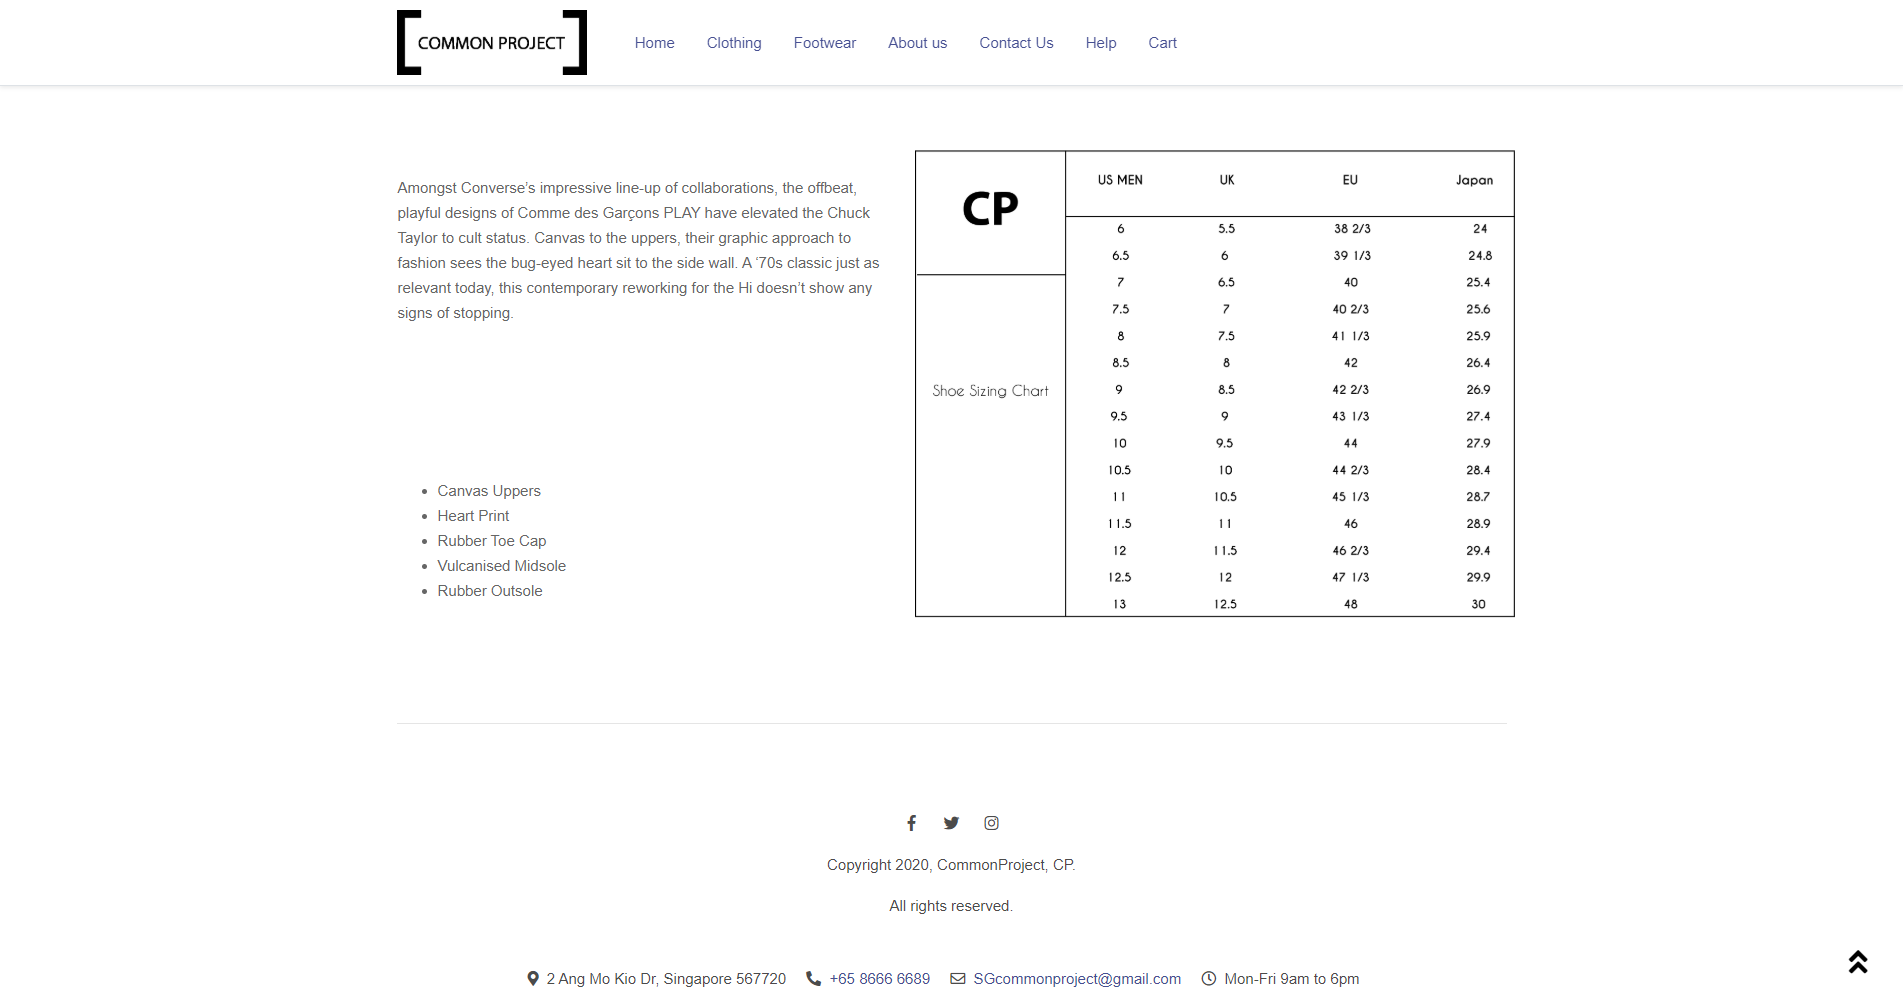 COMMON PROJECT
Home Clothing Footwear About us Contact Us Help Cart
Amongst Converse’s impressive line-up of collaborations, the offbeat,
playful designs of Comme des Garçons PLAY have elevated the Chuck
Taylor to cult status. Canvas to the uppers, their graphic approach to
fashion sees the bug-eyed heart sit to the side wall. A ‘70s classic just as
relevant today, this contemporary reworking for the Hi doesn’t show any
signs of stopping.
Canvas Uppers
Heart Print
Rubber Toe Cap
Vulcanised Midsole
Rubber Outsole
CP
Shoe Sizing Chart
US MEN UK EU Japan
6 5.5 38 2/3 24
6.5 6 39 1/3 24.8
7 6.5 40 25.4
7.5 7 40 2/3 25.6
8 7.5 41 1/3 25.9
8.5 8 42 26.4
9 8.5 42 2/3 26.9
9.5 9 43 1/3 27.4
10 9.5 44 27.9
10.5 10 44 2/3 28.4
11 10.5 45 1/3 28.7
11.5 11 46 28.9
12 11.5 46 2/3 29.4
12.5 12 47 1/3 29.9
13 12.5 48 30
Copyright 2020, CommonProject, CP.
All rights reserved.
2 Ang Mo Kio Dr, Singapore 567720 +65 8666 6689 SGcommonproject@gmail.com Mon-Fri 9am to 6pm